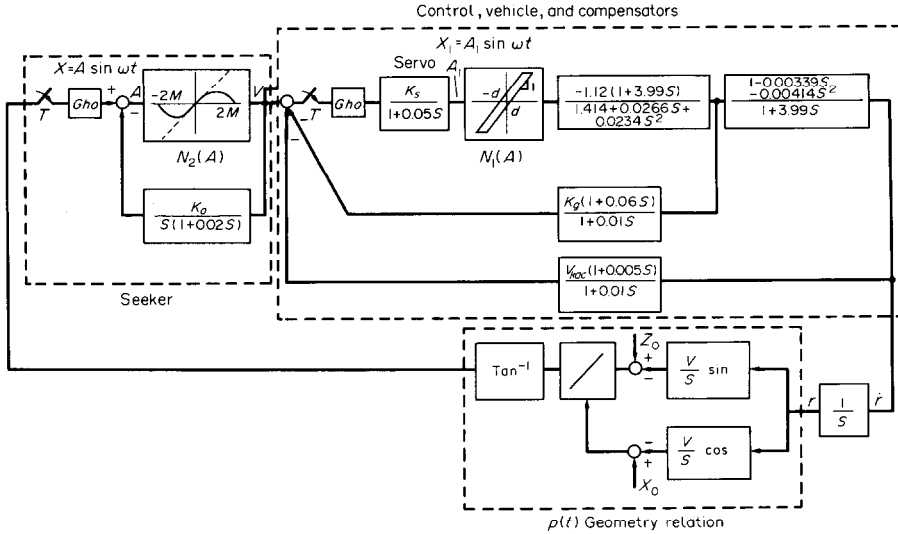 Control, vehicle, and compensators
X = A sin ωt
X₁ = A₁ sin ωt
Servo
A₁
T
Gho
+
A
−
-2M
2M
V
N₂(A)
−
T
Gho
Kₛ
1+0.05S
-d
d
1
N₁(A)
-1.12(1+3.99S)
1.414+0.0266S+
0.0234S²
1-0.00339S
-0.00414S²
1+3.99S
Kₐ
S(1+002S)
Seeker
−
K_g(1+0.06S)
1+0.01S
1+0.005S)
1+0.01S
Tan⁻¹
Z₀
+
−
V
S
sin
r
1
S
ṙ
−
+
V
S
cos
X₀
p(t) Geometry relation